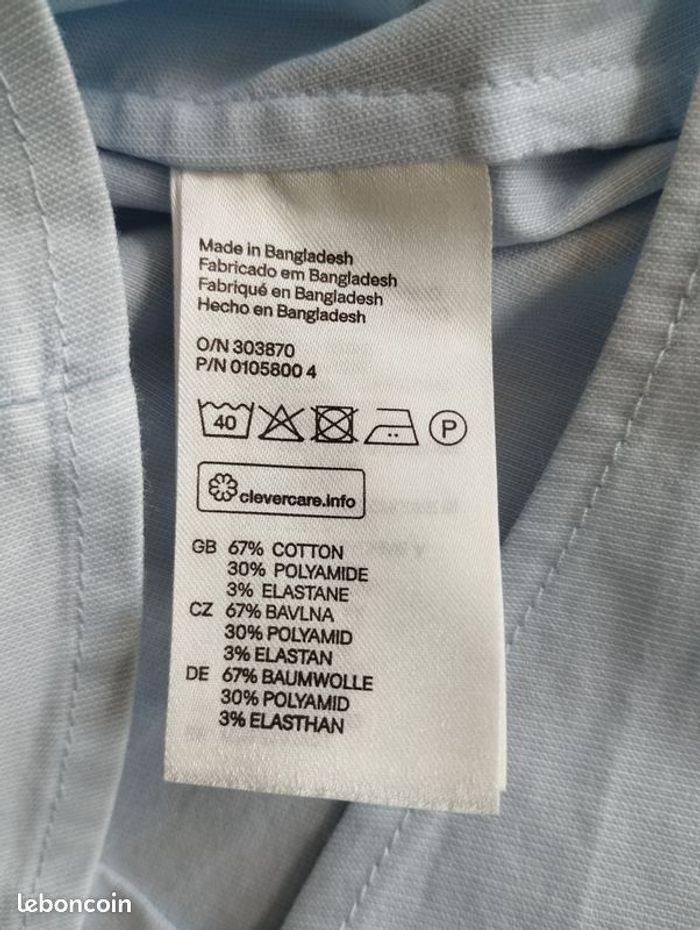 Made in Bangladesh
Fabricado em Bangladesh
Fabriqué en Bangladesh
Hecho en Bangladesh
O/N 303870
P/N 0105800 4
40
P
clevercare.info
GB 67% COTTON
30% POLYAMIDE
3% ELASTANE
CZ 67% BAVLNA
30% POLYAMID
3% ELASTAN
DE 67% BAUMWOLLE
30% POLYAMID
3% ELASTHAN
leboncoin